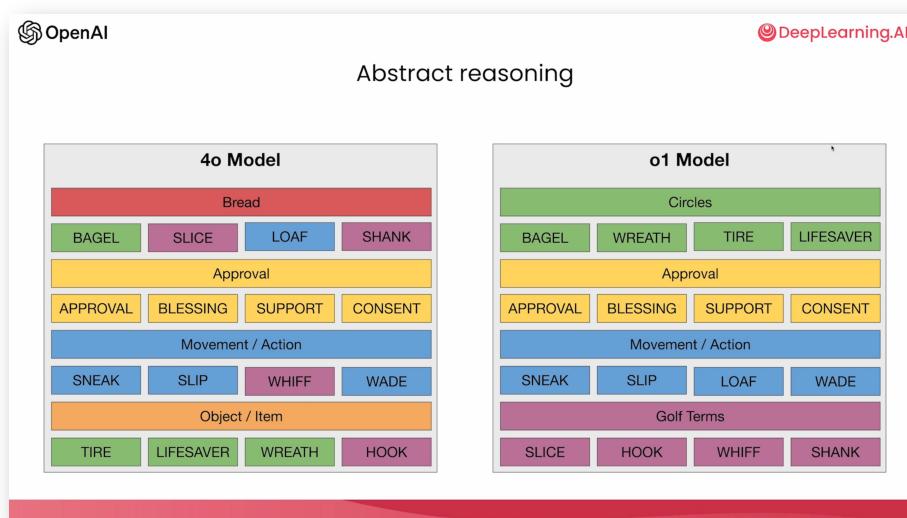 OpenAI
DeepLearning.AI
Abstract reasoning
4o Model
Bread
BAGEL SLICE LOAF SHANK
Approval
APPROVAL BLESSING SUPPORT CONSENT
Movement / Action
SNEAK SLIP WHIFF WADE
Object / Item
TIRE LIFESAVER WREATH HOOK
o1 Model
Circles
BAGEL WREATH TIRE LIFESAVER
Approval
APPROVAL BLESSING SUPPORT CONSENT
Movement / Action
SNEAK SLIP LOAF WADE
Golf Terms
SLICE HOOK WHIFF SHANK